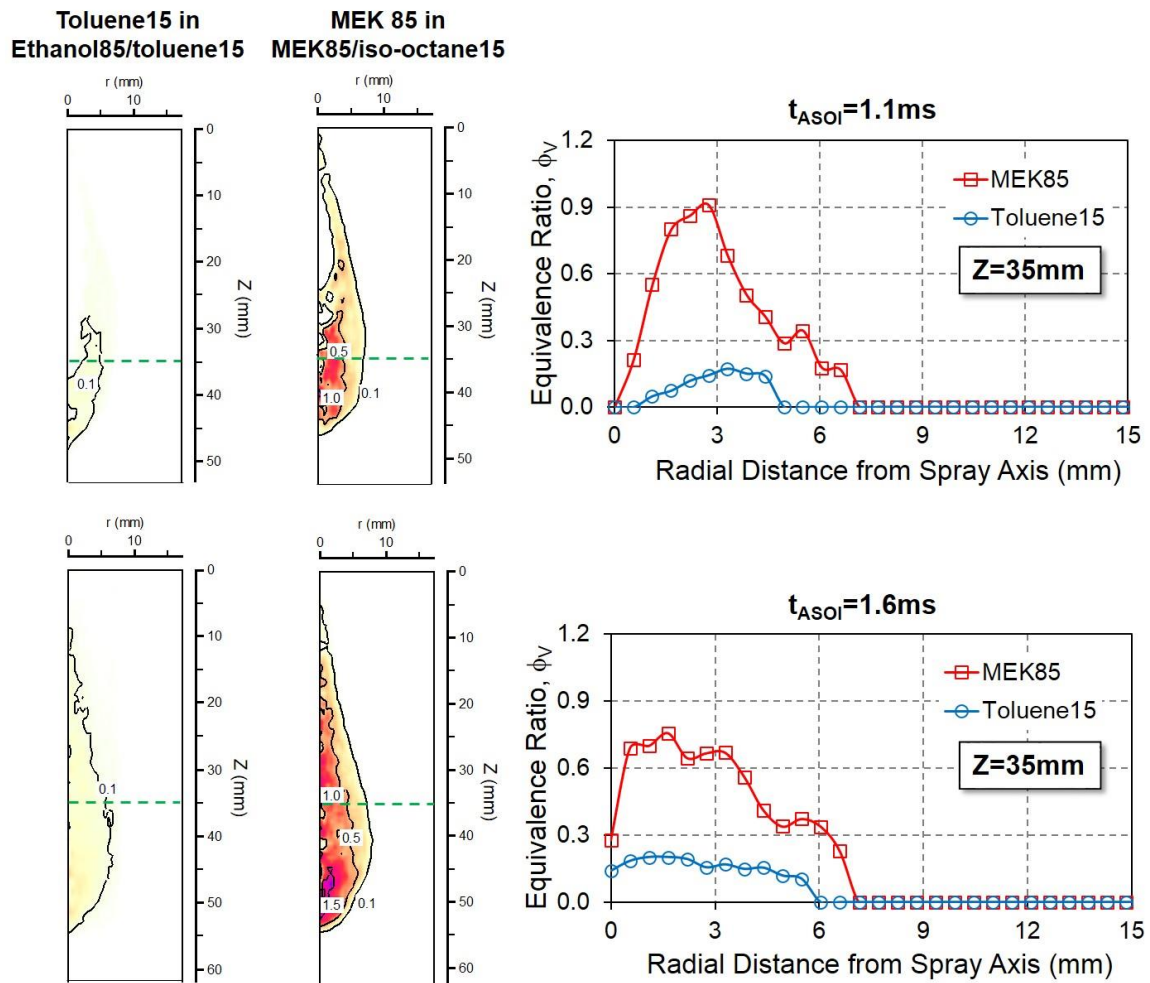 Toluene15 in
Ethanol85/toluene15
MEK 85 in
MEK85/iso-octane15
r (mm)
0 10
0
10
20
30
40
50
Z (mm)
0.1
r (mm)
0 10
0
10
20
30
40
50
Z (mm)
0.5
1.0
0.1
tASOI=1.1ms
Equivalence Ratio, ϕV
1.2
0.9
0.6
0.3
0.0
MEK85
Toluene15
Z=35mm
0 3 6 9 12 15
Radial Distance from Spray Axis (mm)
r (mm)
0 10
0
10
20
30
40
50
60
Z (mm)
0.1
r (mm)
0 10
0
10
20
30
40
50
60
Z (mm)
1.0
0.5
1.5
0.1
tASOI=1.6ms
Equivalence Ratio, ϕV
1.2
0.9
0.6
0.3
0.0
MEK85
Toluene15
Z=35mm
0 3 6 9 12 15
Radial Distance from Spray Axis (mm)